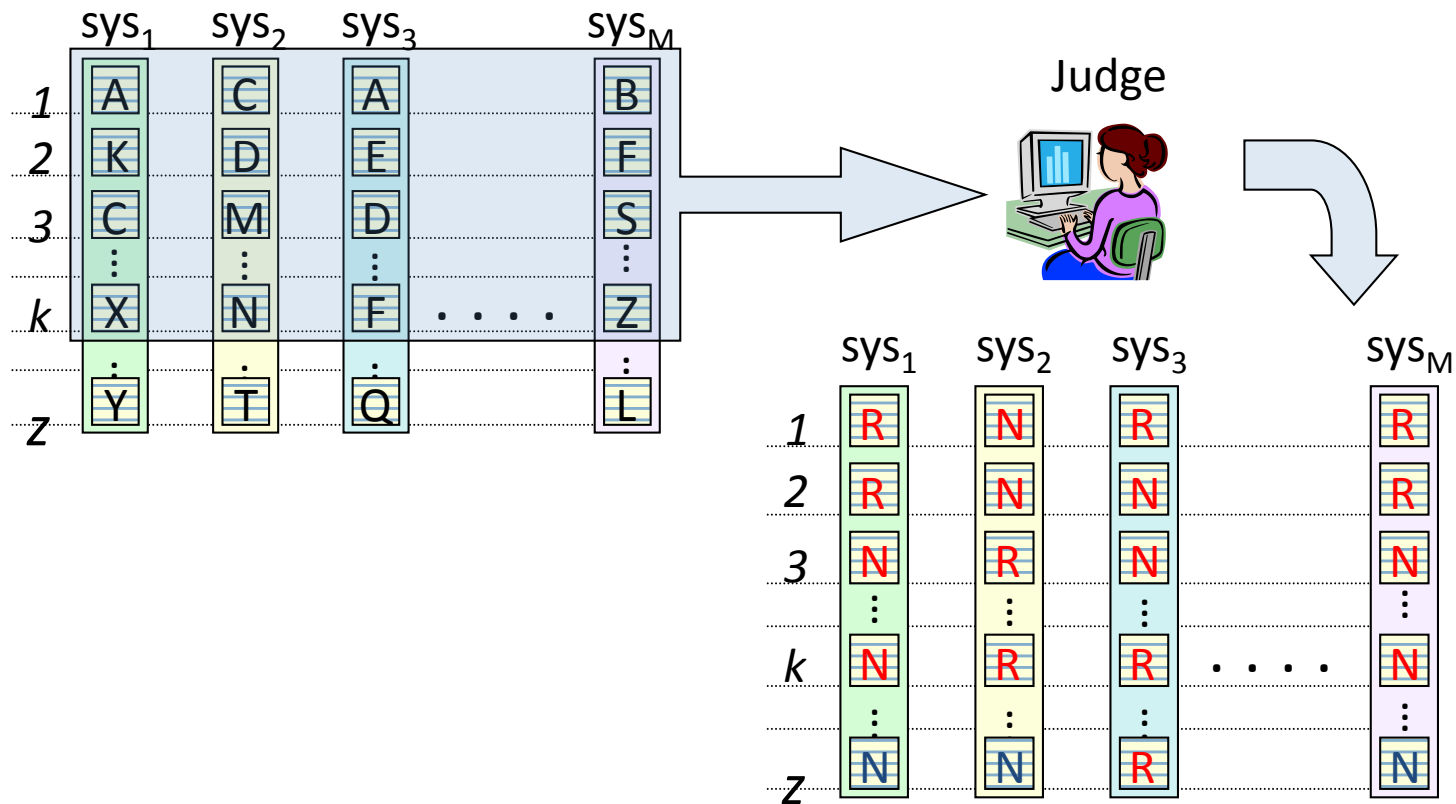 sys1 sys2 sys3 sysM
1 A C A B
2 K D E F
3 C M D S
⋮ ⋮ ⋮ ⋮
k X N F . . . . Z
⋮ ⋮ ⋮ ⋮
z Y T Q L
Judge
sys1 sys2 sys3 sysM
1 R N R R
2 R N N R
3 N R N N
⋮ ⋮ ⋮ ⋮
k N R R . . . . N
⋮ ⋮ ⋮ ⋮
z N N R N